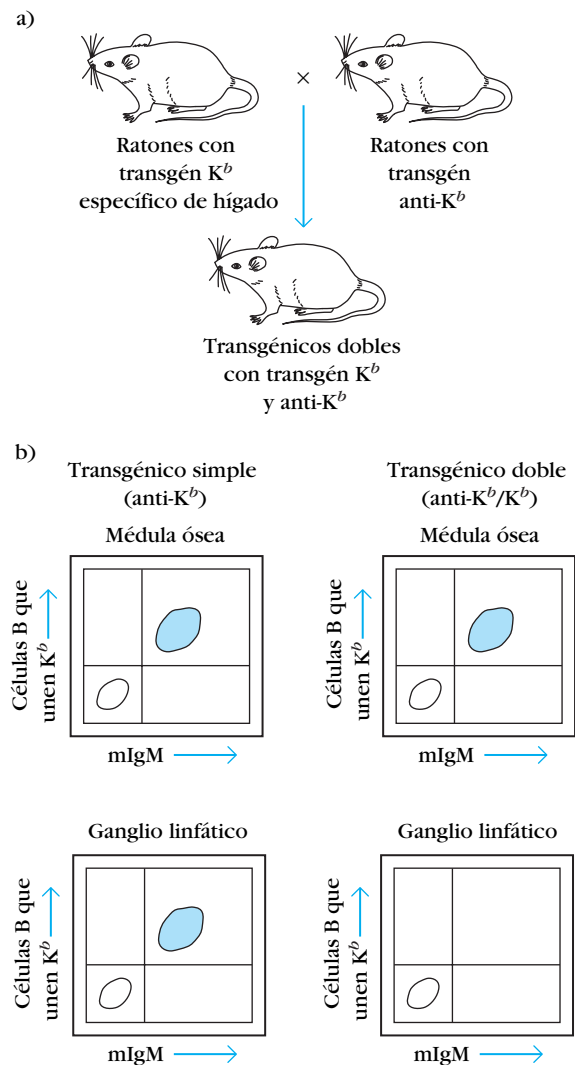 a)
×
Ratones con
transgén K^b
específico de hígado
Ratones con
transgén
anti-K^b
Transgénicos dobles
con transgén K^b
y anti-K^b
b)
Transgénico simple
(anti-K^b)
Médula ósea
Células B que
unen K^b
mIgM
Transgénico doble
(anti-K^b/K^b)
Médula ósea
Células B que
unen K^b
mIgM
Ganglio linfático
Células B que
unen K^b
mIgM
Ganglio linfático
Células B que
unen K^b
mIgM